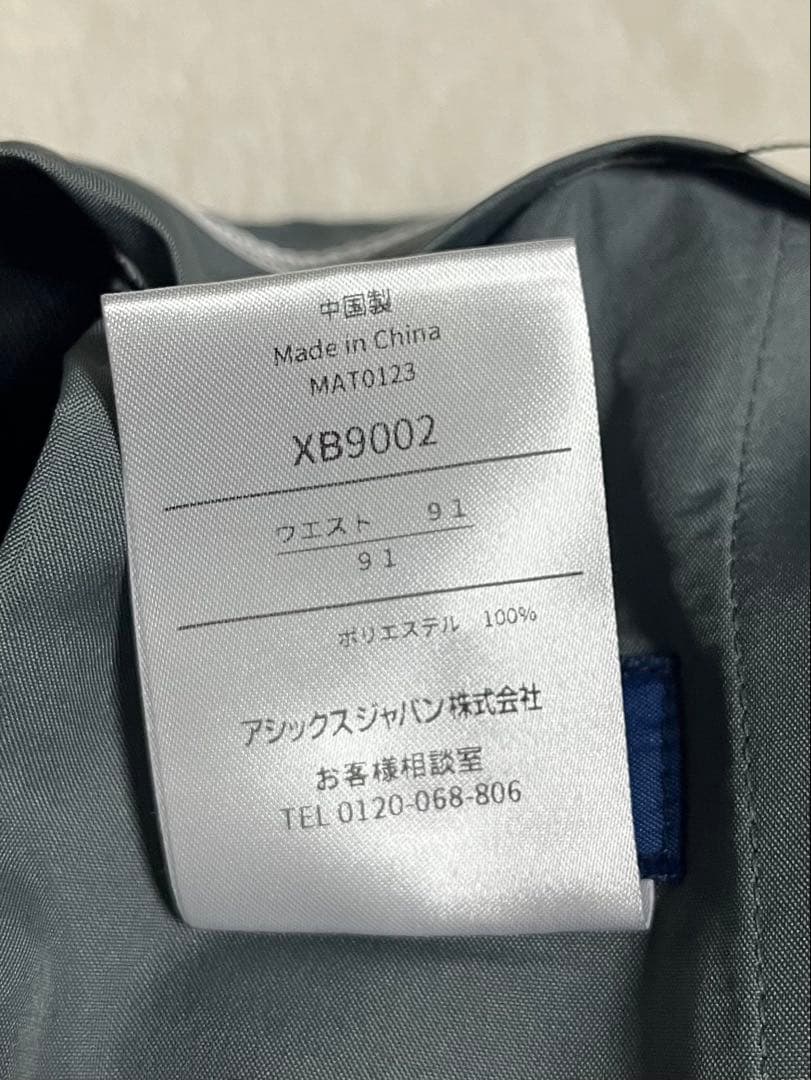 中国製
Made in China
MAT0123
XB9002
ウエスト 91
91
ポリエステル 100%
アシックスジャパン株式会社
お客様相談室
TEL 0120-068-806